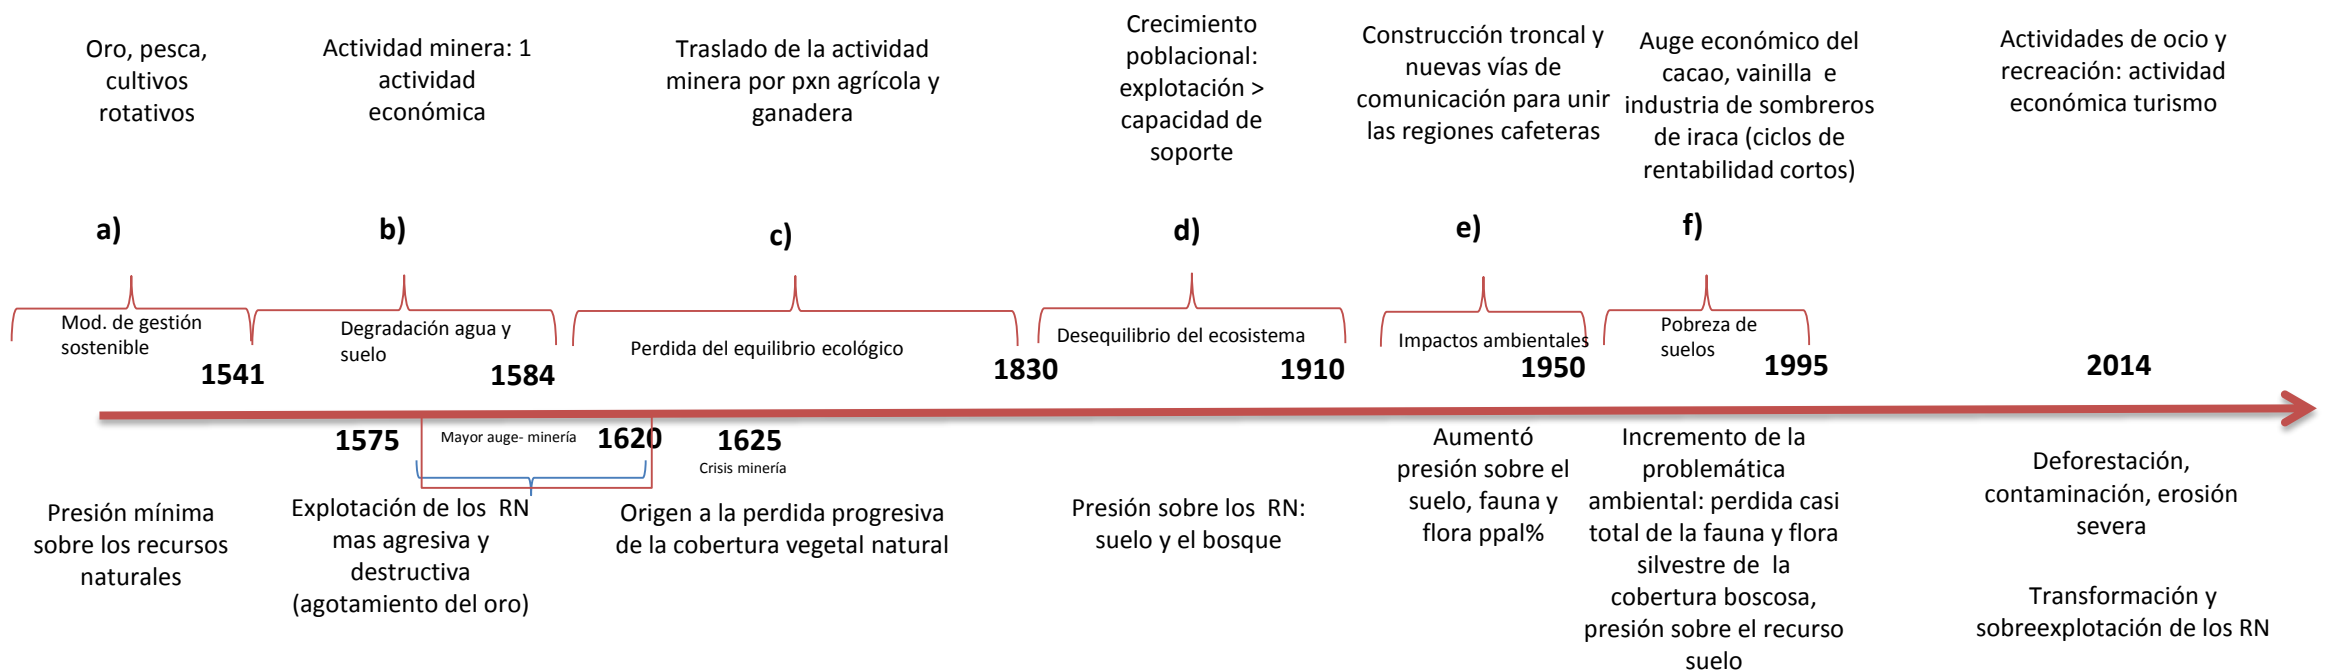 Oro, pesca,
cultivos
rotativos
Actividad minera: 1
actividad
económica
Traslado de la actividad
minera por pxn agrícola y
ganadera
Crecimiento
poblacional:
explotación >
capacidad de
soporte
Construcción troncal y
nuevas vías de
comunicación para unir
las regiones cafeteras
Auge económico del
cacao, vainilla e
industria de sombreros
de iraca (ciclos de
rentabilidad cortos)
Actividades de ocio y
recreación: actividad
económica turismo
a)
b)
c)
d)
e)
f)
Mod. de gestión
sostenible
Degradación agua y
suelo
Perdida del equilibrio ecológico
Desequilibrio del ecosistema
Impactos ambientales
Pobreza de
suelos
1541
1584
1830
1910
1950
1995
2014
1575
Mayor auge- minería
1620
1625
Crisis minería
Presión mínima
sobre los recursos
naturales
Explotación de los RN
mas agresiva y
destructiva
(agotamiento del oro)
Origen a la perdida progresiva
de la cobertura vegetal natural
Presión sobre los RN:
suelo y el bosque
Aumentó
presión sobre el
suelo, fauna y
flora ppal%
Incremento de la
problemática
ambiental: perdida casi
total de la fauna y flora
silvestre de la
cobertura boscosa,
presión sobre el recurso
suelo
Deforestación,
contaminación, erosión
severa
Transformación y
sobreexplotación de los RN